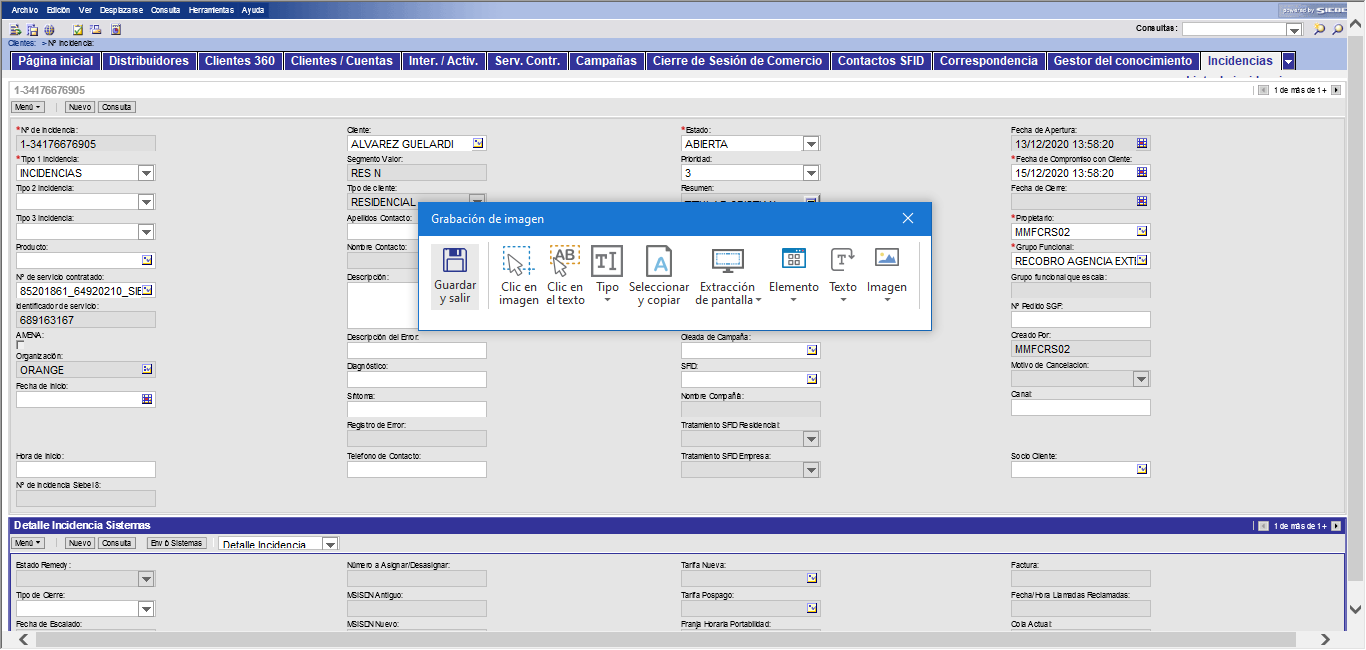 Archivo Edición Ver Desplazarse Consulta Herramientas Ayuda
powered by
Consultas:
Clientes: > Nº Incidencia:
Página inicial Distribuidores Clientes 360 Clientes / Cuentas Inter. / Activ. Serv. Contr. Campañas Cierre de Sesión de Comercio Contactos SFID Correspondencia Gestor del conocimiento Incidencias
1-34176676905 1 de más de 1+
Menú Nuevo Consulta
*Nº de Incidencia: Cliente: *Estado: Fecha de Apertura:
1-34176676905 ALVAREZ GUELARDI ABIERTA 13/12/2020 13:58:20
*Tipo 1 Incidencia: Segmento Valor: Prioridad: *Fecha de Compromiso con Cliente:
INCIDENCIAS RES N 3 15/12/2020 13:58:20
Tipo 2 Incidencia: Tipo de cliente: Resumen: Fecha de Cierre:
RESIDENCIAL
Tipo 3 Incidencia: Apellidos Contacto: *Propietario:
MMFCRS02
Producto: Nombre Contacto: *Grupo Funcional:
RECOBRO AGENCIA EXTI
Nº de servicio contratado: Descripción: Grupo funcional que escala:
85201861_64920210_SIE
Identificador de servicio: Nº Pedido SGP:
689163167
Grabación de imagen
Guardar y salir
Clic en imagen
Clic en el texto
Tipo
Seleccionar y copiar
Extracción de pantalla
Elemento
Texto
Imagen
AMENA: Descripción del Error: Oleada de Campaña: Creado Por:
MMFCRS02
Organización: Diagnóstico: SFID: Motivo de Cancelación:
ORANGE
Fecha de Inicio: Síntoma: Nombre Compañía: Canal:
Registro de Error: Tratamiento SFID Residencial:
Hora de Inicio: Telefono de Contacto: Tratamiento SFID Empresa: Socio Cliente:
Nº de Incidencia Siebel 8:
Detalle Incidencia Sistemas 1 de más de 1+
Menú Nuevo Consulta Envió Sistemas Detalle Incidencia
Estado Remedy: Número a Asignar/Desasignar: Tarifa Nueva: Factura:
Tipo de Cierre: MSISDN Antiguo: Tarifa Pospago: Fecha/Hora Llamadas Reclamadas:
Fecha de Escalado: MSISDN Nuevo: Franja Horaria Portabilidad: Cola Actual: